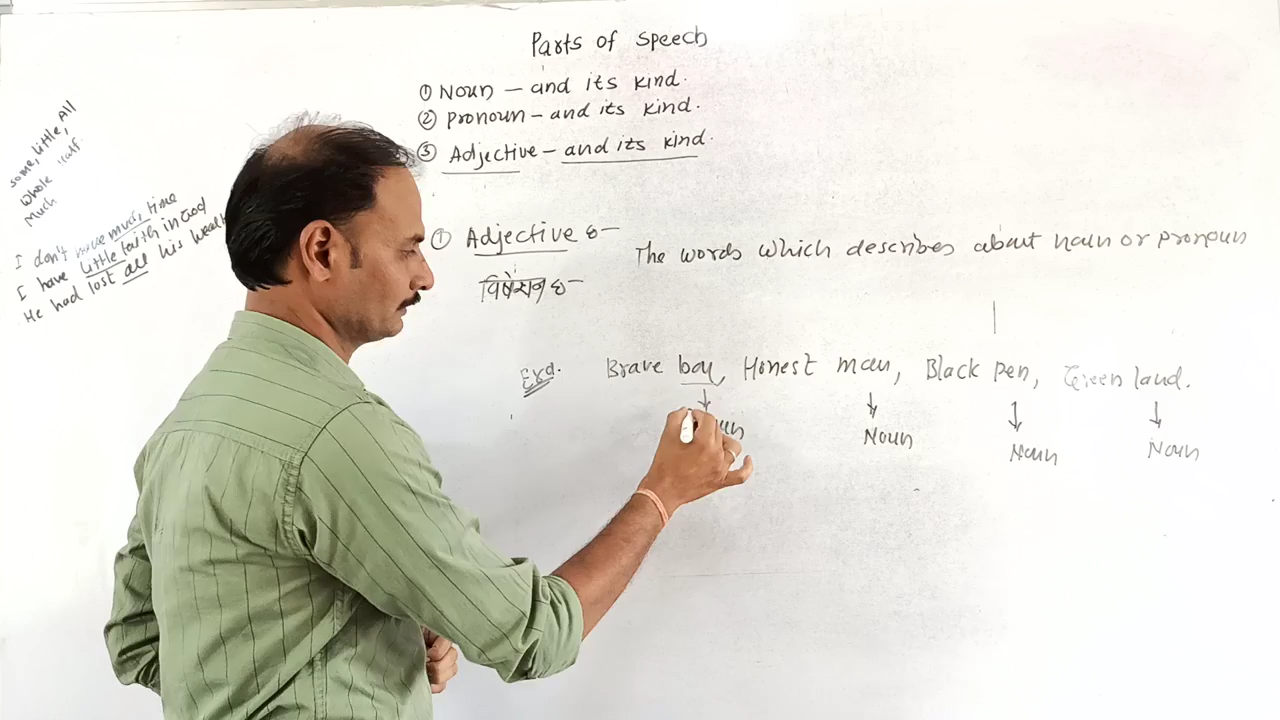 Parts of speech
① Noun – and its kind.
② pronoun – and its kind.
③ Adjective – and its kind.
some, little, All
whole half.
Much
I don't have much, time
I have little faith in God
He had lost all his wealt
① Adjective :– The words which describes about noun or pronoun
विषेसन :–
Exa. Brave boy, Honest man, Black pen, Green land.
Noun Noun Noun